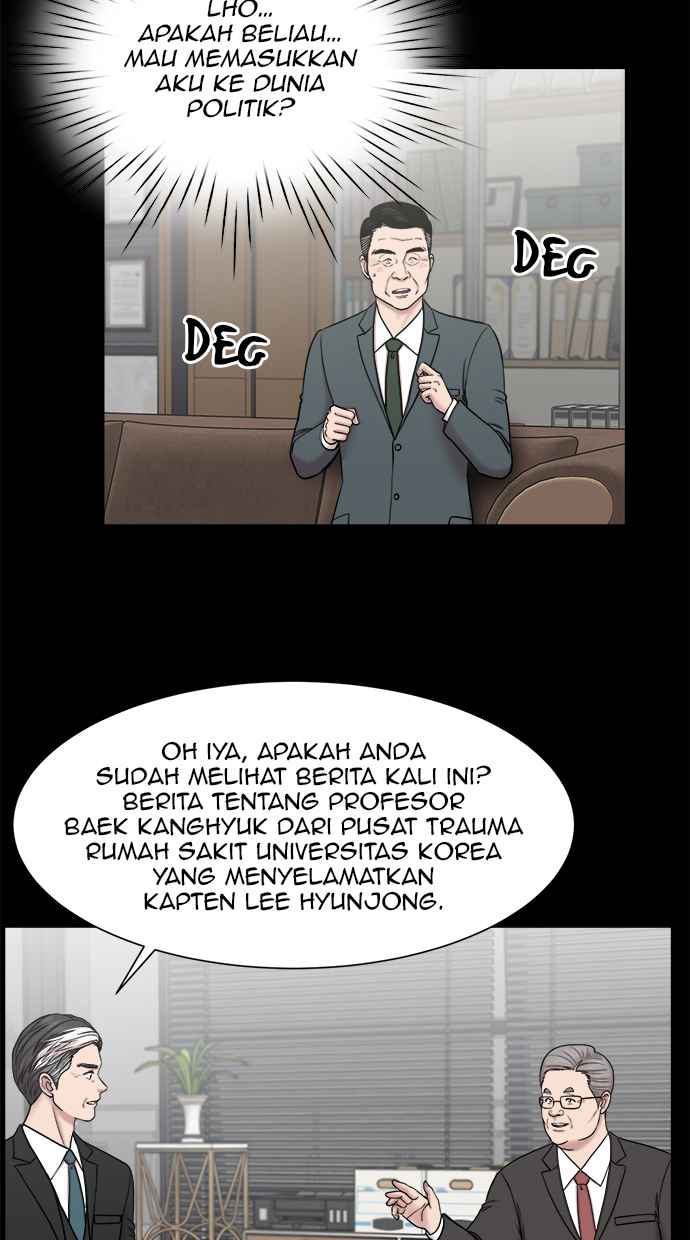 LHO...
APAKAH BELIAU...
MAU MEMASUKKAN
AKU KE DUNIA
POLITIK?
DEG
DEG
OH IYA, APAKAH ANDA
SUDAH MELIHAT BERITA KALI INI?
BERITA TENTANG PROFESOR
BAEK KANGHYUK DARI PUSAT TRAUMA
RUMAH SAKIT UNIVERSITAS KOREA
YANG MENYELAMATKAN
KAPTEN LEE HYUNJONG.